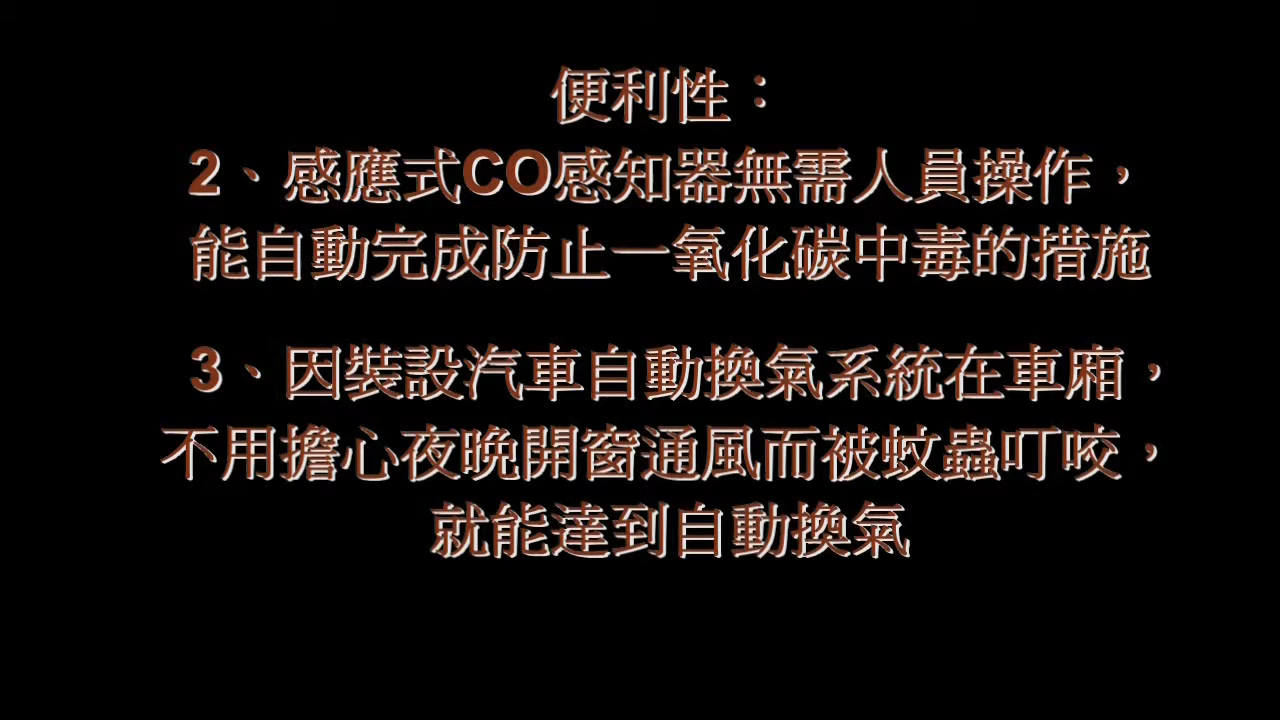 便利性：
2、感應式CO感知器無需人員操作，
能自動完成防止一氧化碳中毒的措施
3、因裝設汽車自動換氣系統在車廂，
不用擔心夜晚開窗通風而被蚊蟲叮咬，
就能達到自動換氣